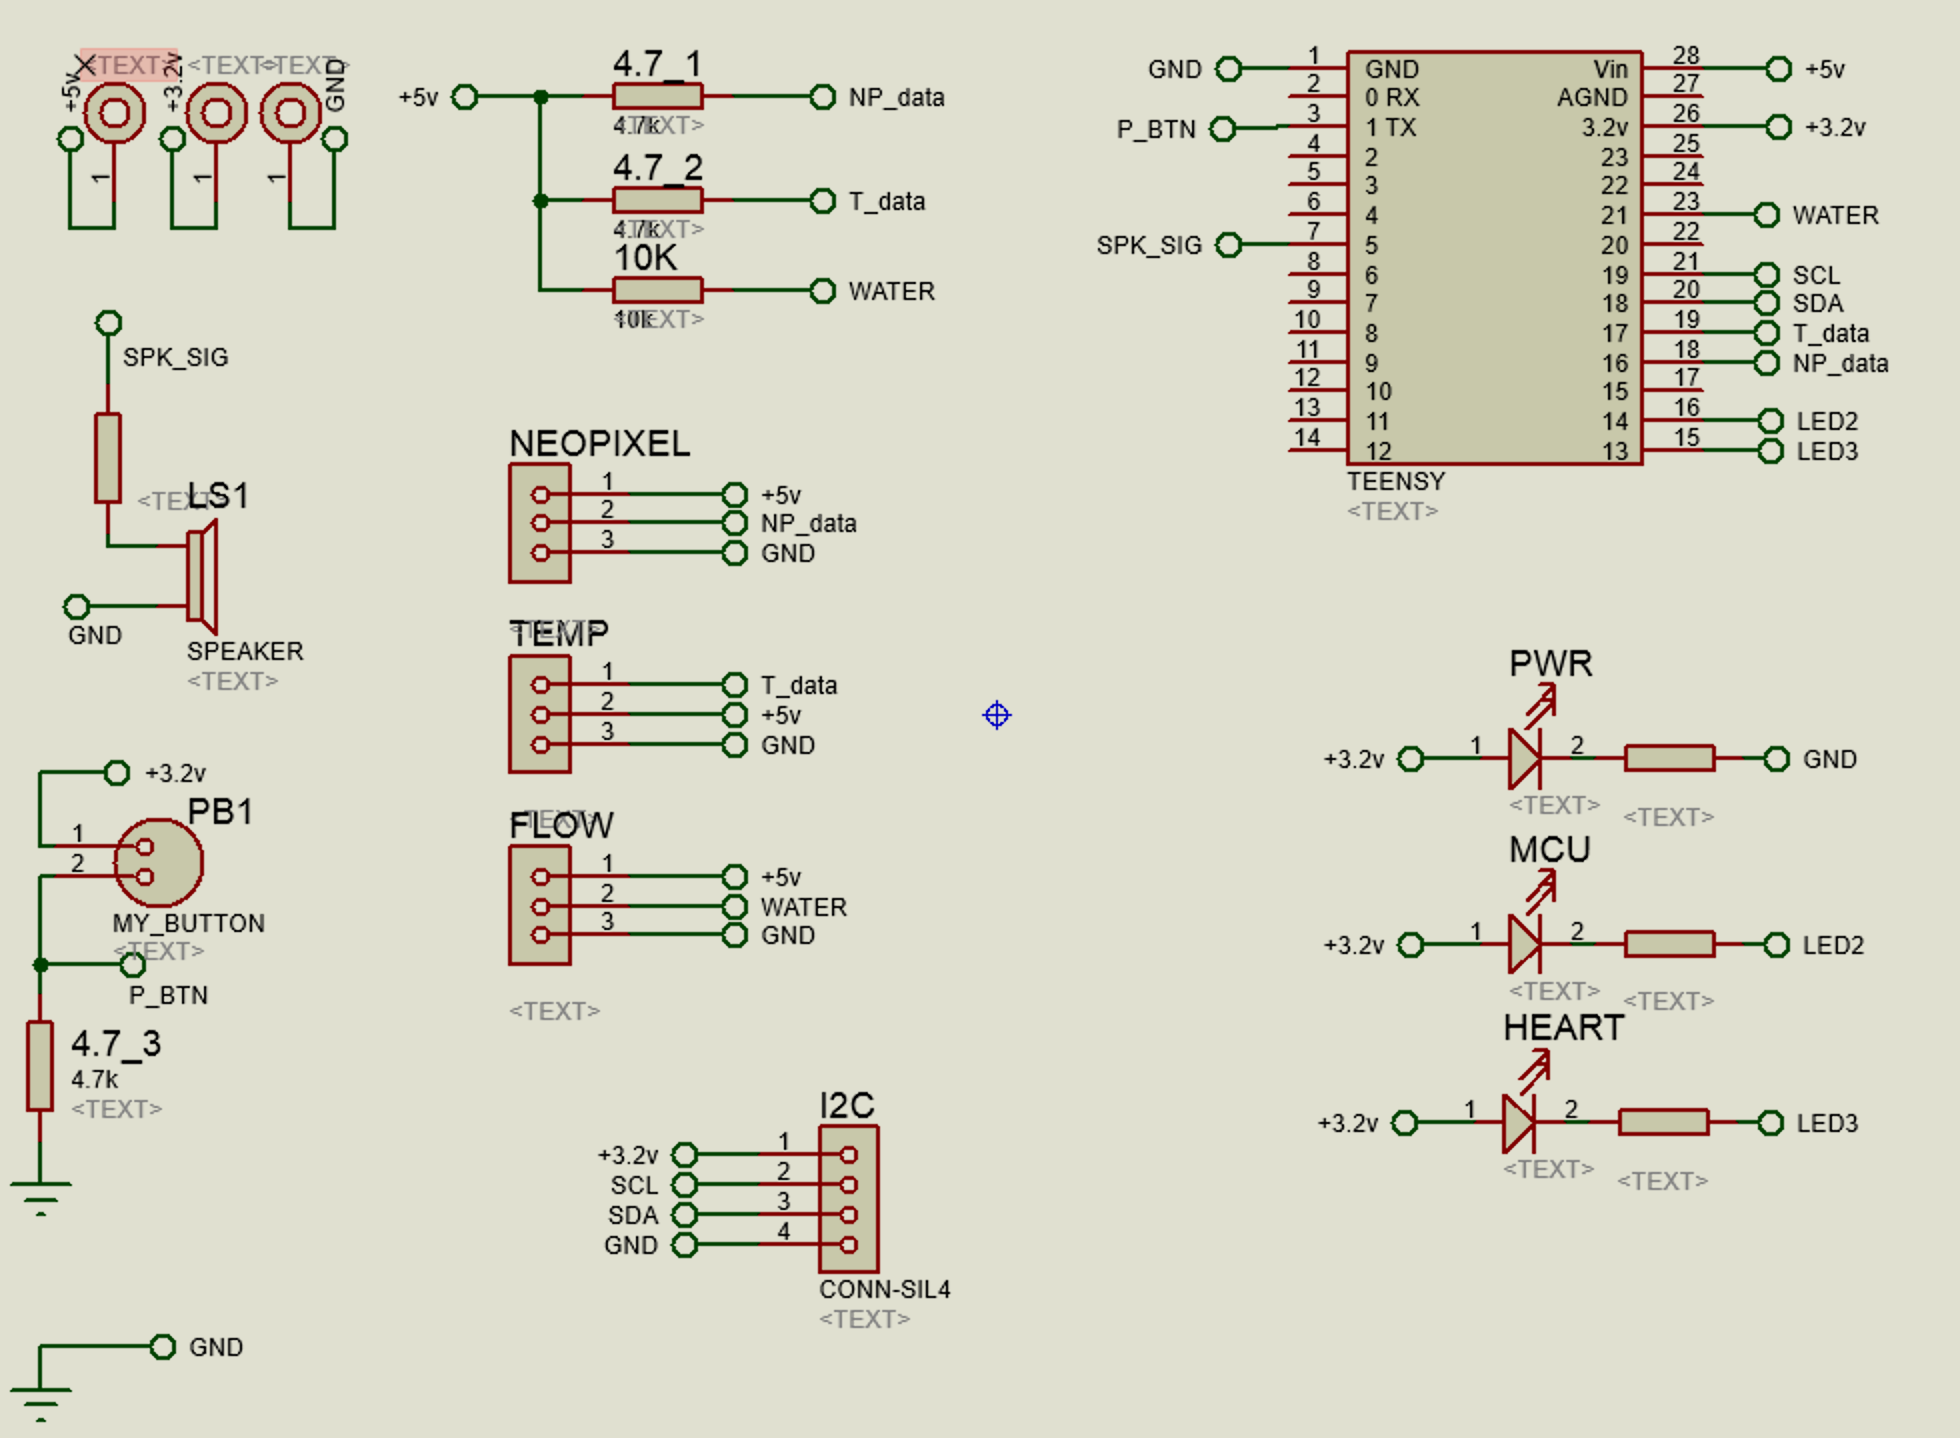 <TEXT> <TEXT> <TEXT>
+5v
+3.2v
GND
1
1
1
+5v
4.7_1
4.7k
<TEXT>
NP_data
4.7_2
4.7k
<TEXT>
T_data
10K
10k
<TEXT>
WATER
SPK_SIG
<TEXT>
LS1
GND
SPEAKER
<TEXT>
+3.2v
PB1
1
2
MY_BUTTON
<TEXT>
P_BTN
4.7_3
4.7k
<TEXT>
GND
NEOPIXEL
1 +5v
2 NP_data
3 GND
<TEXT>
TEMP
1 T_data
2 +5v
3 GND
<TEXT>
FLOW
1 +5v
2 WATER
3 GND
<TEXT>
I2C
+3.2v 1
SCL 2
SDA 3
GND 4
CONN-SIL4
<TEXT>
GND 1 GND Vin 28 +5v
2 0 RX AGND 27
P_BTN 3 1 TX 3.2v 26 +3.2v
4 2 23 25
5 3 22 24
6 4 21 23 WATER
SPK_SIG 7 5 20 22
8 6 19 21 SCL
9 7 18 20 SDA
10 8 17 19 T_data
11 9 16 18 NP_data
12 10 15 17
13 11 14 16 LED2
14 12 13 15 LED3
TEENSY
<TEXT>
PWR
+3.2v 1 2 GND
<TEXT> <TEXT>
MCU
+3.2v 1 2 LED2
<TEXT> <TEXT>
HEART
+3.2v 1 2 LED3
<TEXT> <TEXT>